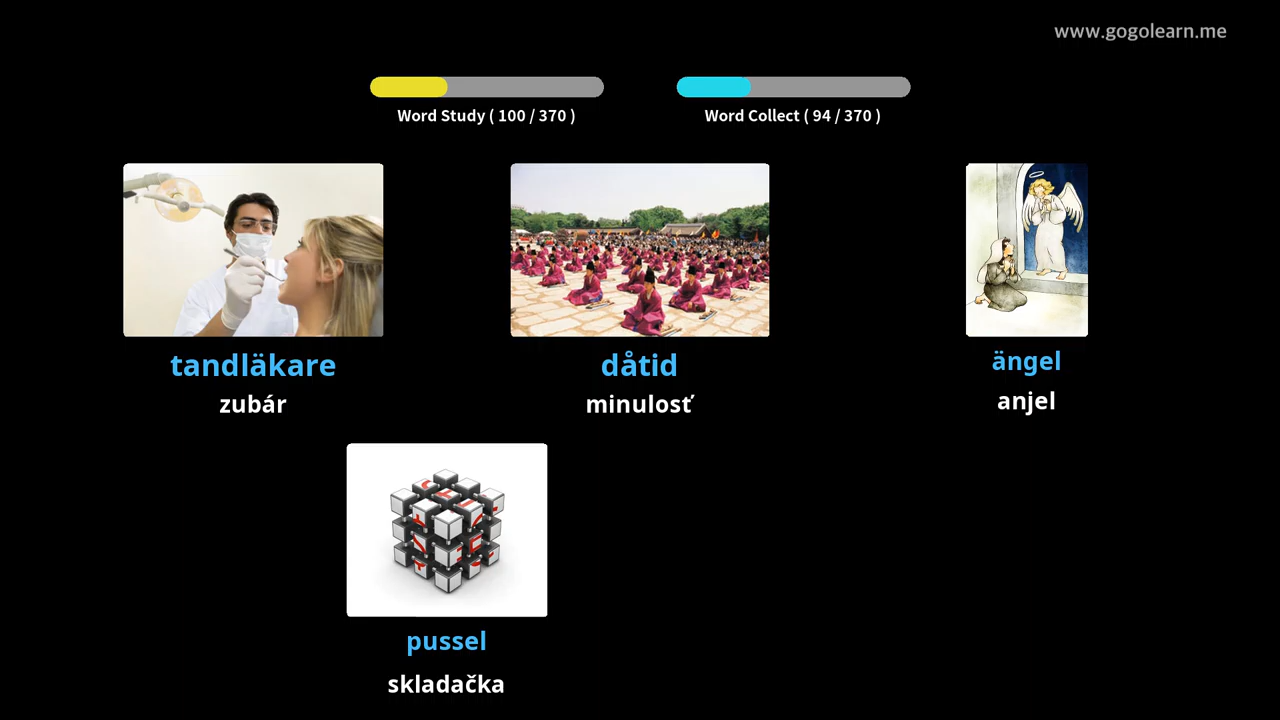 www.gogolearn.me
Word Study ( 100 / 370 )
Word Collect ( 94 / 370 )
tandläkare
zubár
dåtid
minulosť
ängel
anjel
pussel
skladačka